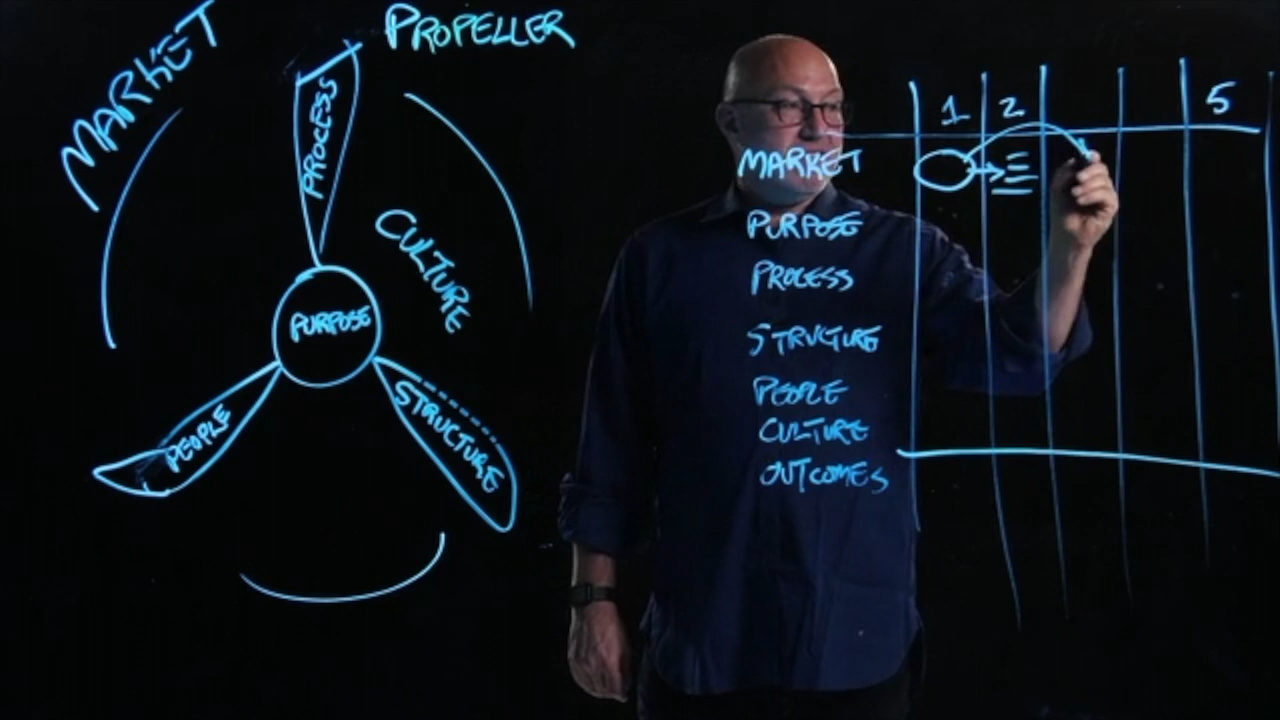 MARKET
PROPELLER
PROCESS
CULTURE
PURPOSE
PEOPLE
STRUCTURE
1 2 5
MARKET
PURPOSE
PROCESS
STRUCTURE
PEOPLE
CULTURE
OUTCOMES